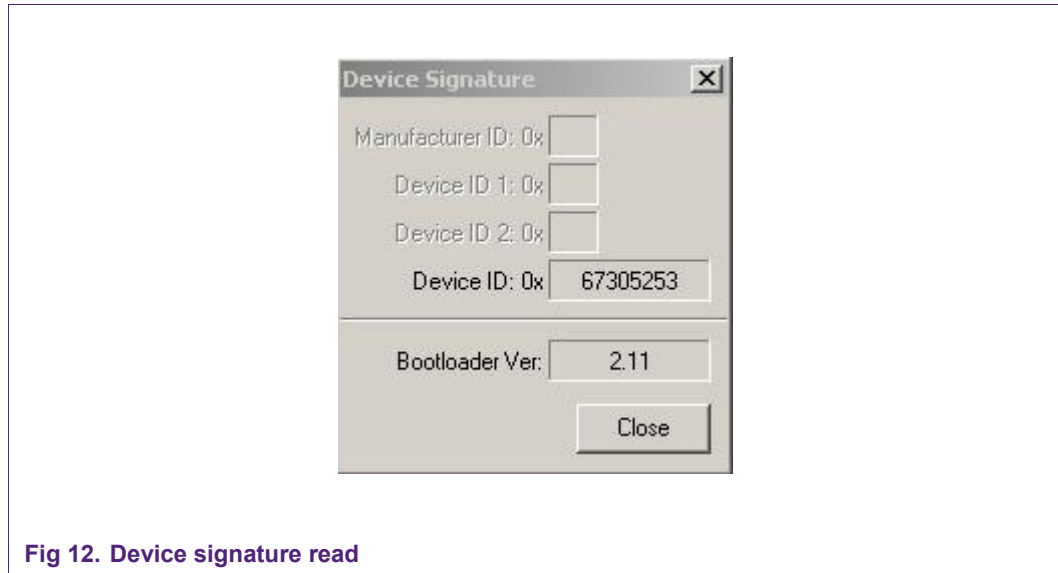 Device Signature
Manufacturer ID: 0x
Device ID 1: 0x
Device ID 2: 0x
Device ID: 0x 67305253
Bootloader Ver: 2.11
Close
Fig 12. Device signature read